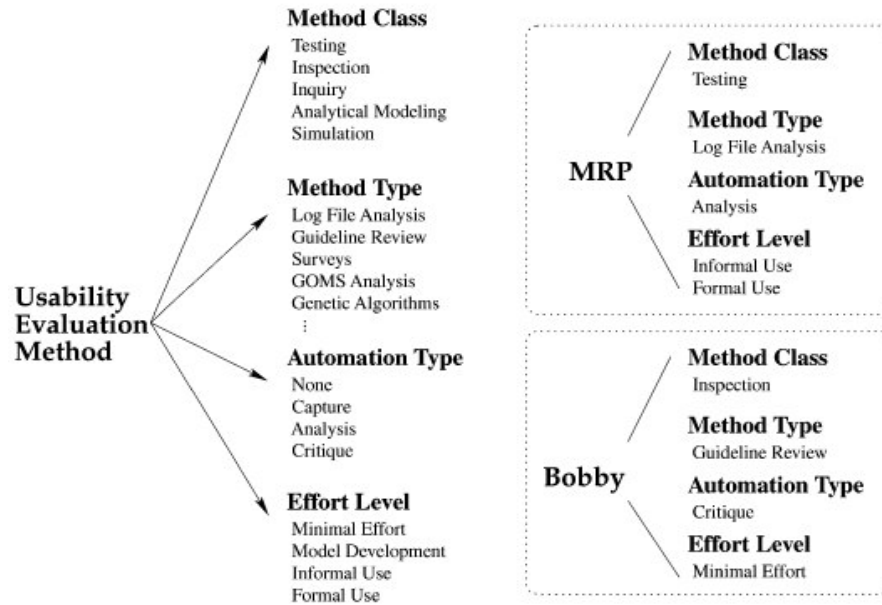 Usability
Evaluation
Method
Method Class
Testing
Inspection
Inquiry
Analytical Modeling
Simulation
Method Type
Log File Analysis
Guideline Review
Surveys
GOMS Analysis
Genetic Algorithms
⋮
Automation Type
None
Capture
Analysis
Critique
Effort Level
Minimal Effort
Model Development
Informal Use
Formal Use
MRP
Method Class
Testing
Method Type
Log File Analysis
Automation Type
Analysis
Effort Level
Informal Use
Formal Use
Bobby
Method Class
Inspection
Method Type
Guideline Review
Automation Type
Critique
Effort Level
Minimal Effort